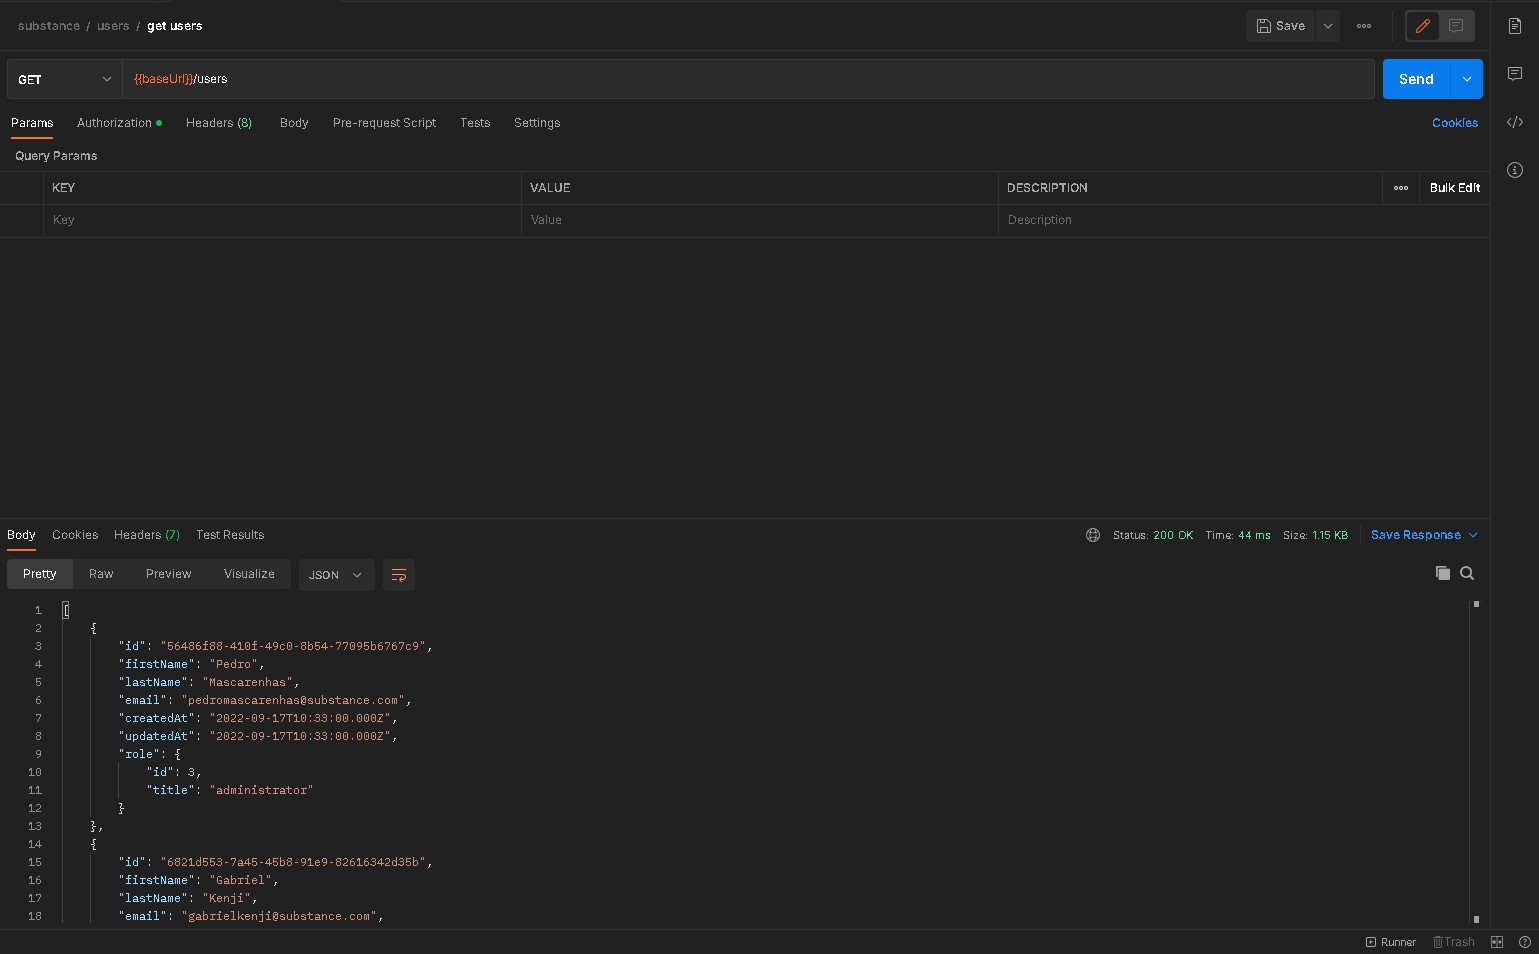 substance / users / get users
Save
GET
{{baseUrl}}/users
Send
Params Authorization Headers (8) Body Pre-request Script Tests Settings
Cookies
Query Params
KEY VALUE DESCRIPTION
Bulk Edit
Key Value Description
Body Cookies Headers (7) Test Results
Status: 200 OK Time: 44 ms Size: 1.15 KB
Save Response
Pretty Raw Preview Visualize JSON
1 [
2 {
3 "id": "56486f88-410f-49c0-8b54-77095b6767c9",
4 "firstName": "Pedro",
5 "lastName": "Mascarenhas",
6 "email": "pedromascarenhas@substance.com",
7 "createdAt": "2022-09-17T10:33:00.000Z",
8 "updatedAt": "2022-09-17T10:33:00.000Z",
9 "role": {
10 "id": 3,
11 "title": "administrator"
12 }
13 },
14 {
15 "id": "6821d553-7a45-45b8-91e9-82616342d35b",
16 "firstName": "Gabriel",
17 "lastName": "Kenji",
18 "email": "gabrielkenji@substance.com",
Runner Trash